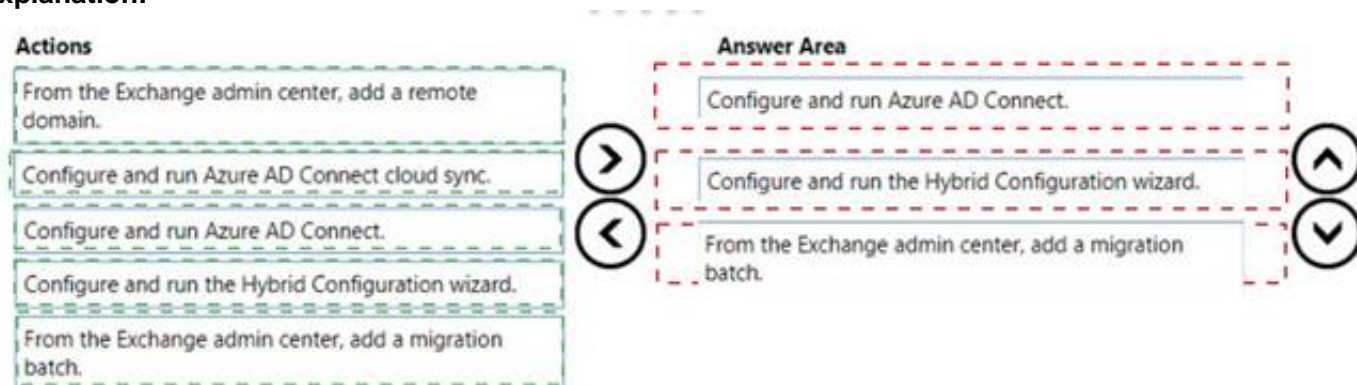 xplanation:
Actions
Answer Area
From the Exchange admin center, add a remote
domain.
Configure and run Azure AD Connect cloud sync.
Configure and run Azure AD Connect.
Configure and run the Hybrid Configuration wizard.
From the Exchange admin center, add a migration
batch.
Configure and run Azure AD Connect.
Configure and run the Hybrid Configuration wizard.
From the Exchange admin center, add a migration
batch.